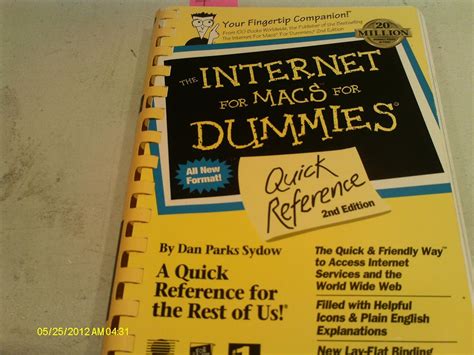 Your Fingertip Companion!™
From IDG Books Worldwide, the Publisher of the Bestselling
The Internet For Macs® For Dummies,® 2nd Edition
20
MILLION
THE INTERNET
FOR MACS FOR
DUMMIES®
All New
Format!
Quick
Reference
2nd Edition
By Dan Parks Sydow
A Quick
Reference for
the Rest of Us!®
The Quick & Friendly Way™
to Access Internet
Services and the
World Wide Web
Filled with Helpful
Icons & Plain English
Explanations
New Lay-Flat Binding
05/25/2012 AM 04:31